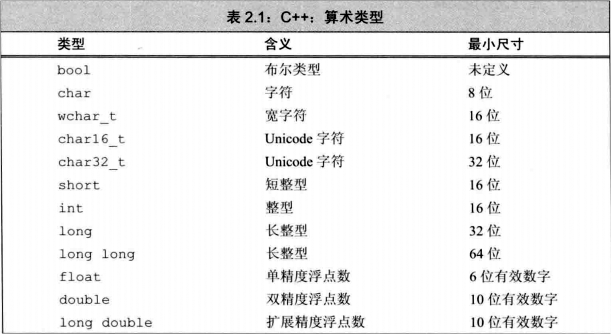 表 2.1：C++：算术类型
类型 含义 最小尺寸
bool 布尔类型 未定义
char 字符 8 位
wchar_t 宽字符 16 位
char16_t Unicode 字符 16 位
char32_t Unicode 字符 32 位
short 短整型 16 位
int 整型 16 位
long 长整型 32 位
long long 长整型 64 位
float 单精度浮点数 6 位有效数字
double 双精度浮点数 10 位有效数字
long double 扩展精度浮点数 10 位有效数字